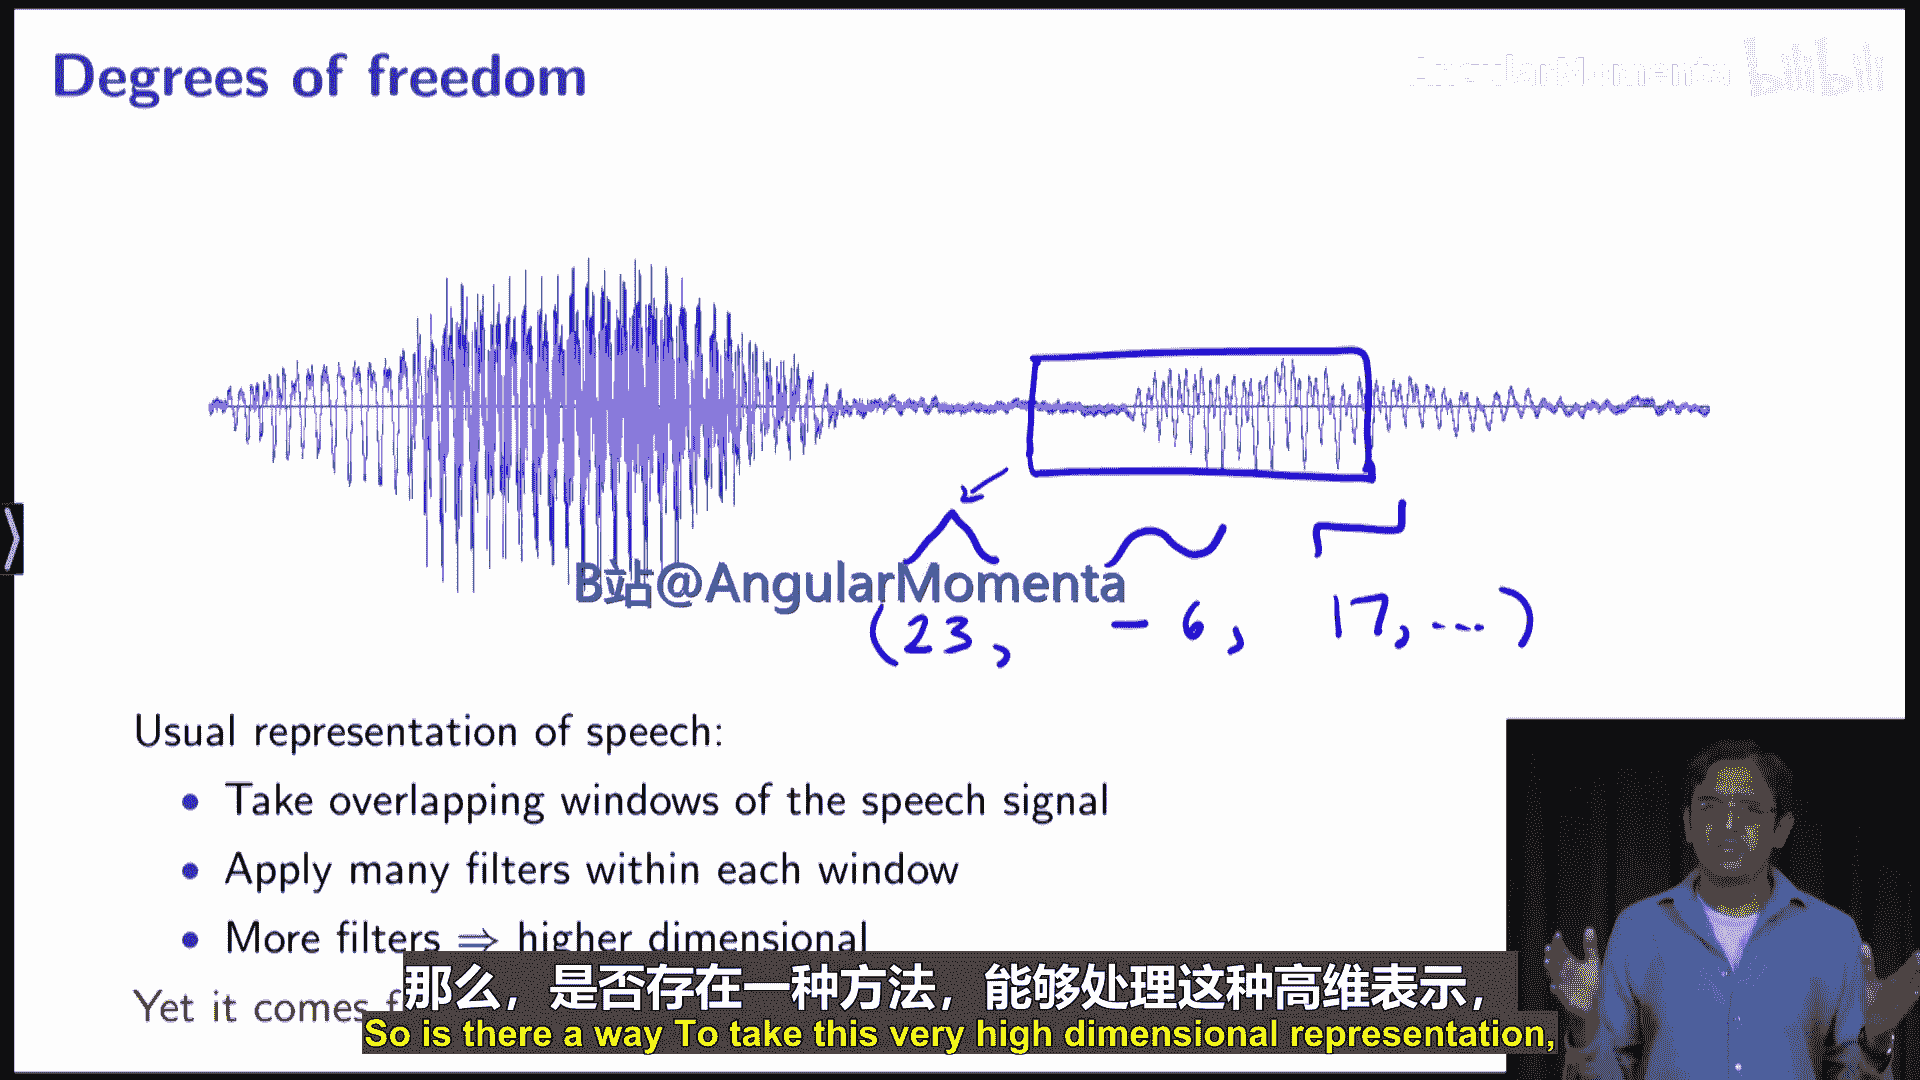 Degrees of freedom
AngularMomenta bilibili
B站@AngularMomenta
(23, -6, 17, ...)
Usual representation of speech:
• Take overlapping windows of the speech signal
• Apply many filters within each window
• More filters ⇒ higher dimensional
Yet it comes f
那么，是否存在一种方法，能够处理这种高维表示，
So is there a way To take this very high dimensional representation,